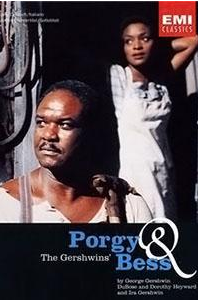 EMI
CLASSICS
Porgy &
The Gershwins' Bess
by George Gershwin
DuBose and Dorothy Heyward
and Ira Gershwin